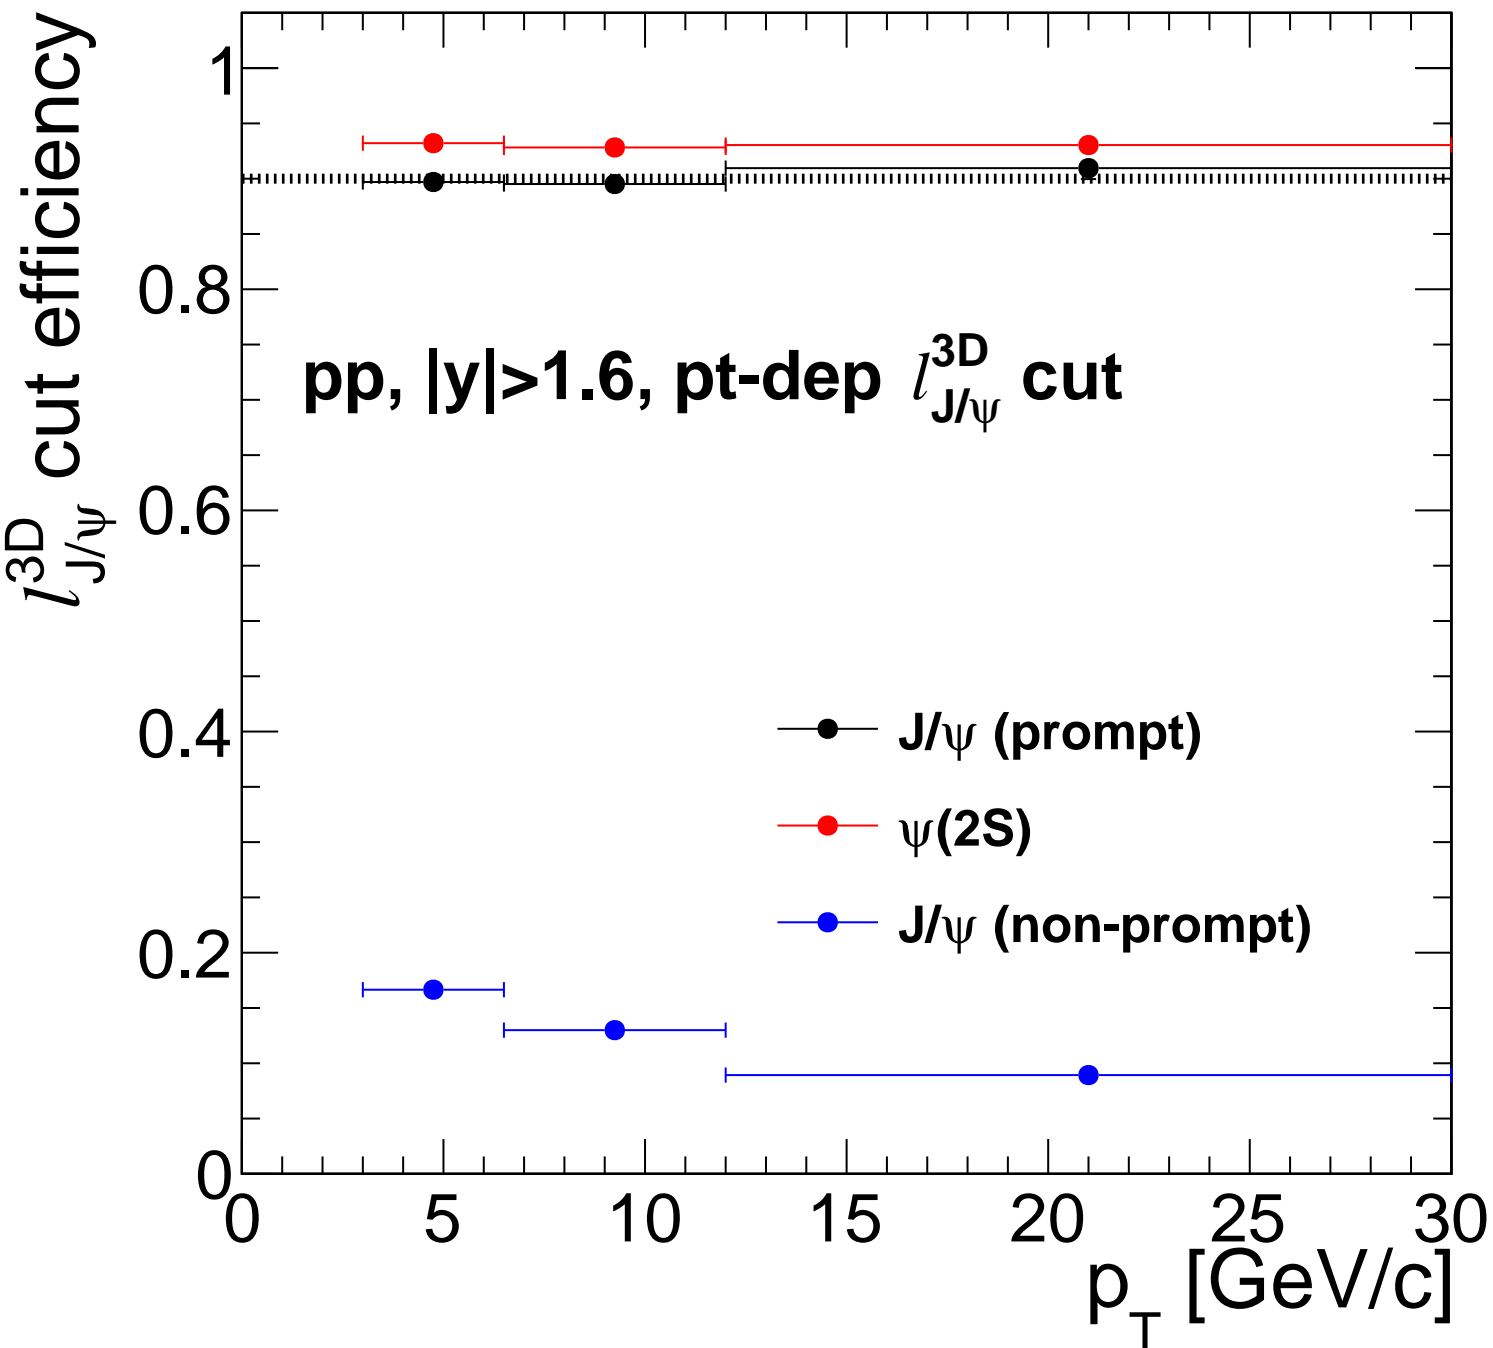 l^3D_J/ψ cut efficiency
1
0.8
0.6
0.4
0.2
0
pp, |y|>1.6, pt-dep l^3D_J/ψ cut
J/ψ (prompt)
ψ(2S)
J/ψ (non-prompt)
0 5 10 15 20 25 30
p_T [GeV/c]